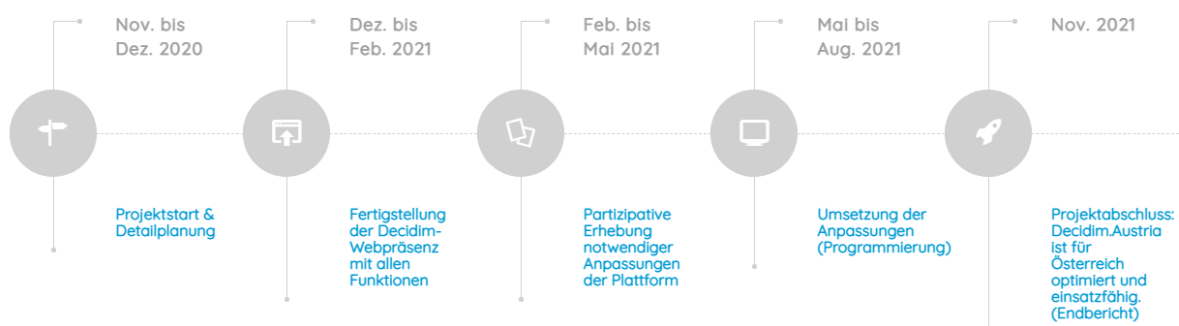 Nov. bis
Dez. 2020
Dez. bis
Feb. 2021
Feb. bis
Mai 2021
Mai bis
Aug. 2021
Nov. 2021
Projektstart &
Detailplanung
Fertigstellung
der Decidim-
Webpräsenz
mit allen
Funktionen
Partizipative
Erhebung
notwendiger
Anpassungen
der Plattform
Umsetzung der
Anpassungen
(Programmierung)
Projektabschluss:
Decidim.Austria
ist für
Österreich
optimiert und
einsatzfähig.
(Endbericht)